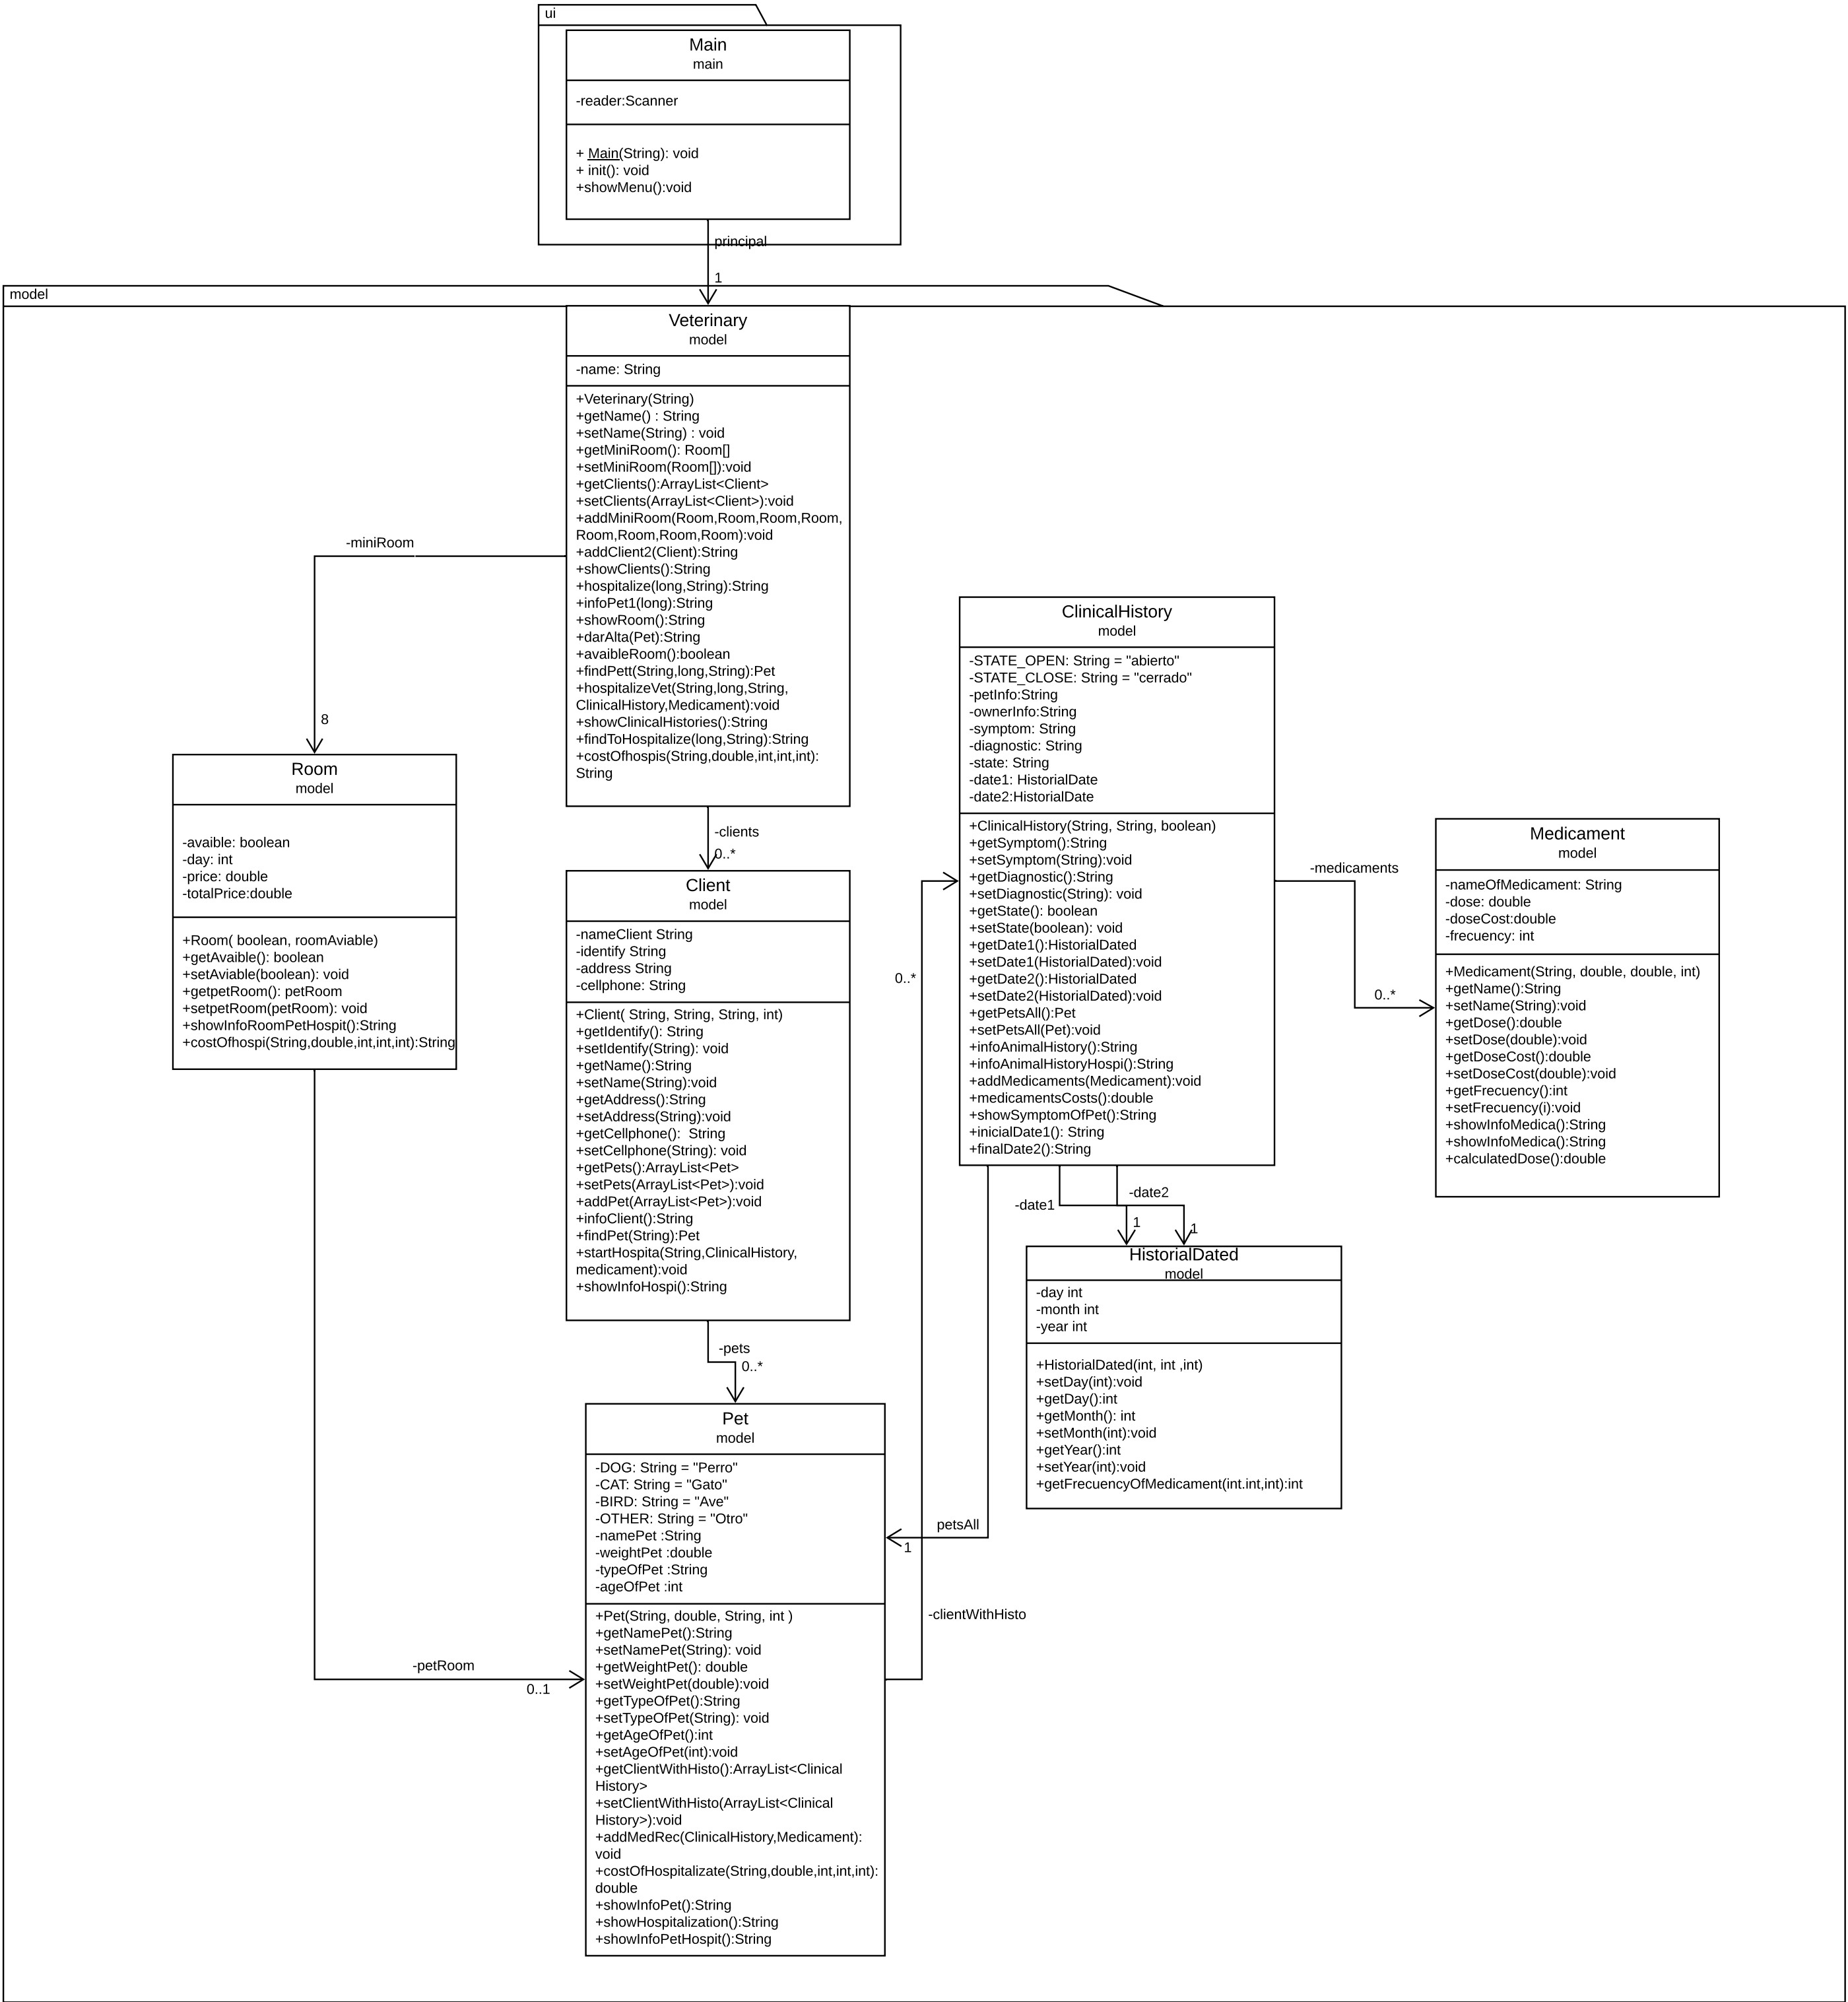 ui
Main
main
-reader:Scanner
+ Main(String): void
+ init(): void
+showMenu():void
principal
1
model
Veterinary
model
-name: String
+Veterinary(String)
+getName() : String
+setName(String) : void
+getMiniRoom(): Room[]
+setMiniRoom(Room[]):void
+getClients():ArrayList<Client>
+setClients(ArrayList<Client>):void
+addMiniRoom(Room,Room,Room,Room,
Room,Room,Room,Room):void
+addClient2(Client):String
+showClients():String
+hospitalize(long,String):String
+infoPet1(long):String
+showRoom():String
+darAlta(Pet):String
+avaibleRoom():boolean
+findPett(String,long,String):Pet
+hospitalizeVet(String,long,String,
ClinicalHistory,Medicament):void
+showClinicalHistories():String
+findToHospitalize(long,String):String
+costOfhospis(String,double,int,int,int):
String
-miniRoom
8
Room
model
-avaible: boolean
-day: int
-price: double
-totalPrice:double
+Room( boolean, roomAviable)
+getAvaible(): boolean
+setAviable(boolean): void
+getpetRoom(): petRoom
+setpetRoom(petRoom): void
+showInfoRoomPetHospit():String
+costOfhospi(String,double,int,int,int):String
-clients
0..*
Client
model
-nameClient String
-identify String
-address String
-cellphone: String
+Client( String, String, String, int)
+getIdentify(): String
+setIdentify(String): void
+getName():String
+setName(String):void
+getAddress():String
+setAddress(String):void
+getCellphone():  String
+setCellphone(String): void
+getPets():ArrayList<Pet>
+setPets(ArrayList<Pet>):void
+addPet(ArrayList<Pet>):void
+infoClient():String
+findPet(String):Pet
+startHospita(String,ClinicalHistory,
medicament):void
+showInfoHospi():String
0..*
ClinicalHistory
model
-STATE_OPEN: String = "abierto"
-STATE_CLOSE: String = "cerrado"
-petInfo:String
-ownerInfo:String
-symptom: String
-diagnostic: String
-state: String
-date1: HistorialDate
-date2:HistorialDate
+ClinicalHistory(String, String, boolean)
+getSymptom():String
+setSymptom(String):void
+getDiagnostic():String
+setDiagnostic(String): void
+getState(): boolean
+setState(boolean): void
+getDate1():HistorialDated
+setDate1(HistorialDated):void
+getDate2():HistorialDated
+setDate2(HistorialDated):void
+getPetsAll():Pet
+setPetsAll(Pet):void
+infoAnimalHistory():String
+infoAnimalHistoryHospi():String
+addMedicaments(Medicament):void
+medicamentsCosts():double
+showSymptomOfPet():String
+inicialDate1(): String
+finalDate2():String
-medicaments
0..*
Medicament
model
-nameOfMedicament: String
-dose: double
-doseCost:double
-frecuency: int
+Medicament(String, double, double, int)
+getName():String
+setName(String):void
+getDose():double
+setDose(double):void
+getDoseCost():double
+setDoseCost(double):void
+getFrecuency():int
+setFrecuency(i):void
+showInfoMedica():String
+showInfoMedica():String
+calculatedDose():double
-date1
1
-date2
1
HistorialDated
model
-day int
-month int
-year int
+HistorialDated(int, int ,int)
+setDay(int):void
+getDay():int
+getMonth(): int
+setMonth(int):void
+getYear():int
+setYear(int):void
+getFrecuencyOfMedicament(int.int,int):int
-pets
0..*
Pet
model
-DOG: String = "Perro"
-CAT: String = "Gato"
-BIRD: String = "Ave"
-OTHER: String = "Otro"
-namePet :String
-weightPet :double
-typeOfPet :String
-ageOfPet :int
+Pet(String, double, String, int )
+getNamePet():String
+setNamePet(String): void
+getWeightPet(): double
+setWeightPet(double):void
+getTypeOfPet():String
+setTypeOfPet(String): void
+getAgeOfPet():int
+setAgeOfPet(int):void
+getClientWithHisto():ArrayList<Clinical
History>
+setClientWithHisto(ArrayList<Clinical
History>):void
+addMedRec(ClinicalHistory,Medicament):
void
+costOfHospitalizate(String,double,int,int,int):
double
+showInfoPet():String
+showHospitalization():String
+showInfoPetHospit():String
petsAll
1
-clientWithHisto
-petRoom
0..1